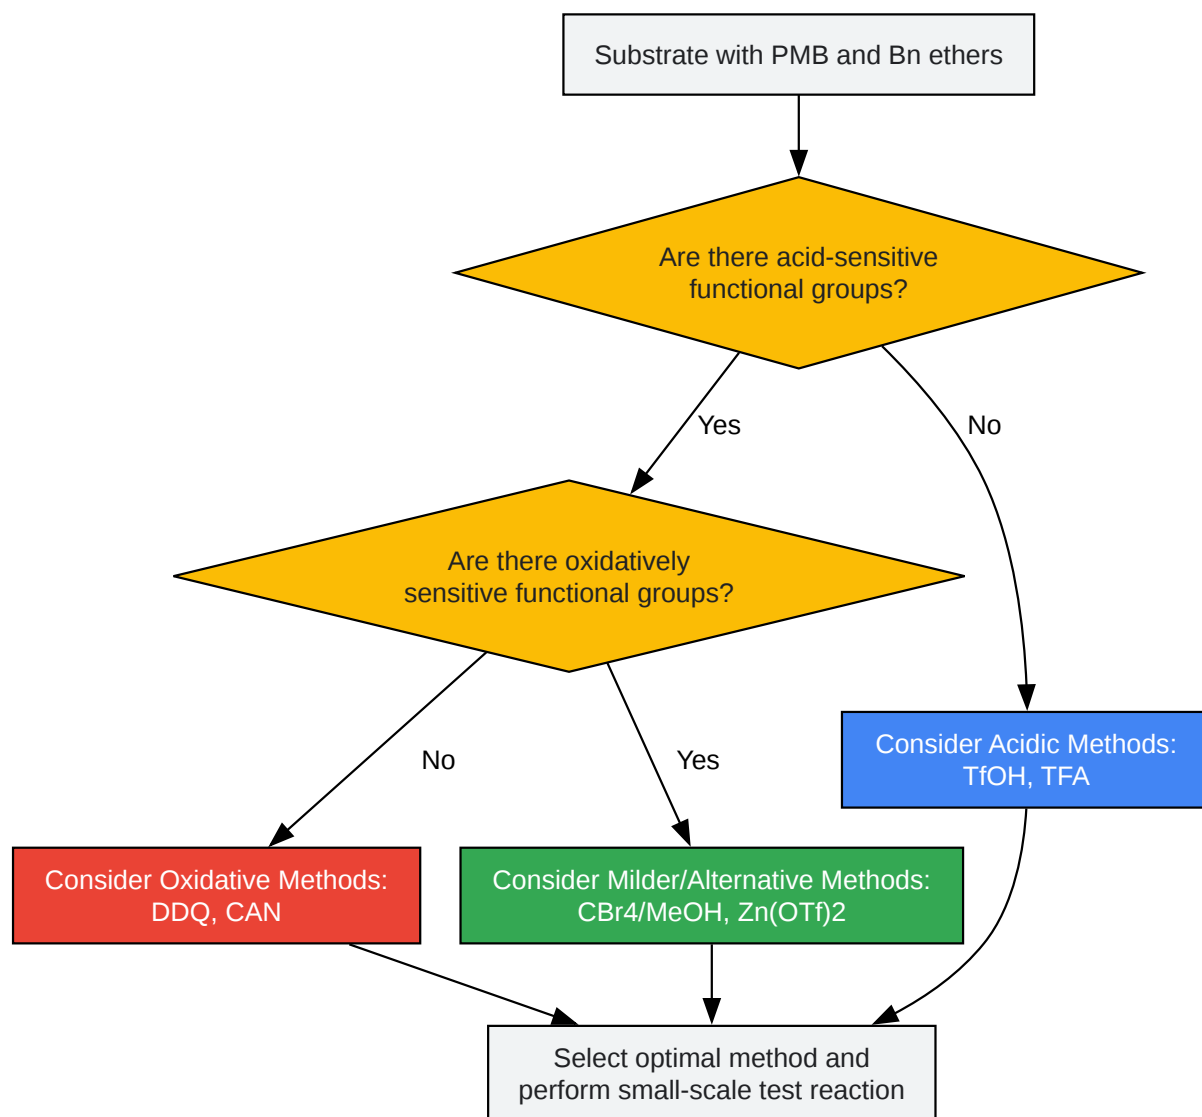 Substrate with PMB and Bn ethers
Are there acid-sensitive
functional groups?
Yes
No
Are there oxidatively
sensitive functional groups?
No
Yes
Consider Acidic Methods:
TfOH, TFA
Consider Oxidative Methods:
DDQ, CAN
Consider Milder/Alternative Methods:
CBr4/MeOH, Zn(OTf)2
Select optimal method and
perform small-scale test reaction